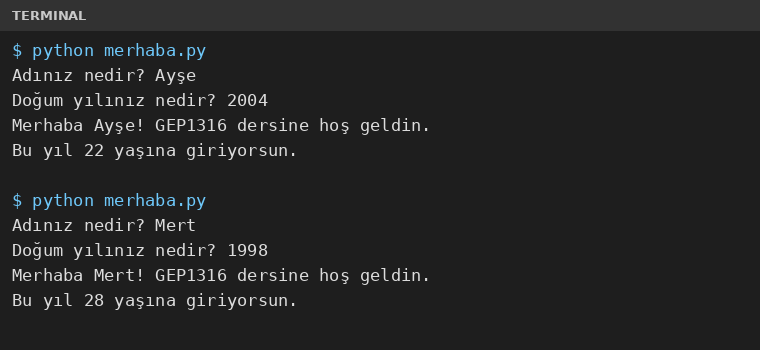 TERMINAL
$ python merhaba.py
Adınız nedir? Ayşe
Doğum yılınız nedir? 2004
Merhaba Ayşe! GEP1316 dersine hoş geldin.
Bu yıl 22 yaşına giriyorsun.
$ python merhaba.py
Adınız nedir? Mert
Doğum yılınız nedir? 1998
Merhaba Mert! GEP1316 dersine hoş geldin.
Bu yıl 28 yaşına giriyorsun.